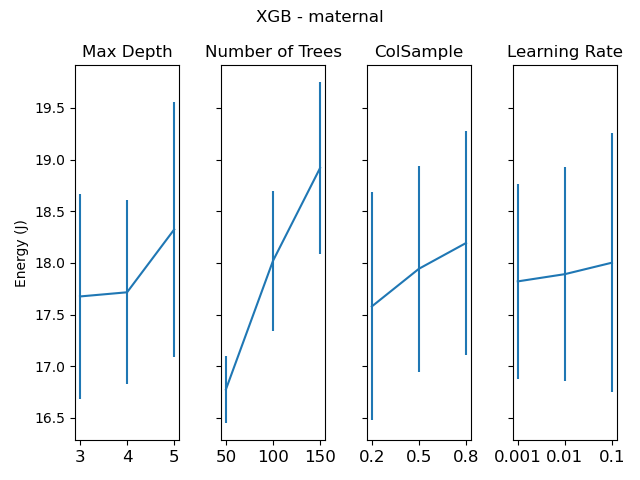 XGB - maternal
Max Depth
Number of Trees
ColSample
Learning Rate
Energy (J)
19.5
19.0
18.5
18.0
17.5
17.0
16.5
3 4 5
50 100 150
0.2 0.5 0.8
0.001 0.01 0.1